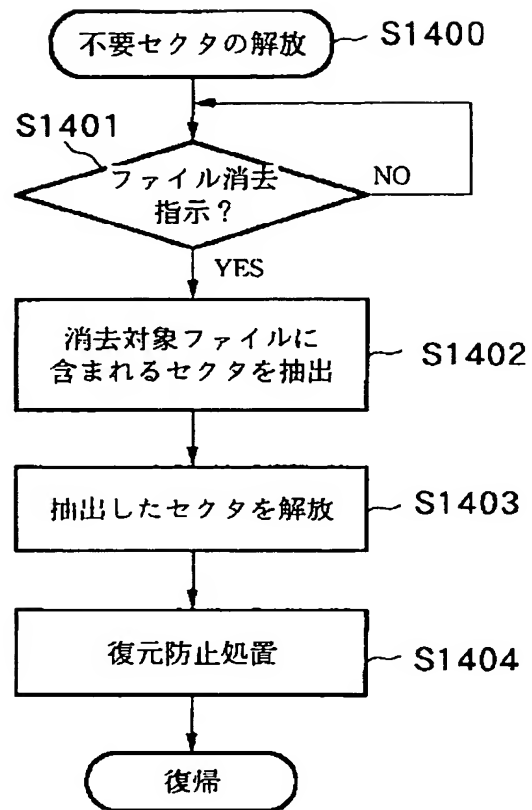 不要セクタの解放
S1400
S1401
ファイル消去
指示？
NO
YES
消去対象ファイルに
含まれるセクタを抽出
S1402
抽出したセクタを解放
S1403
復元防止処置
S1404
復帰